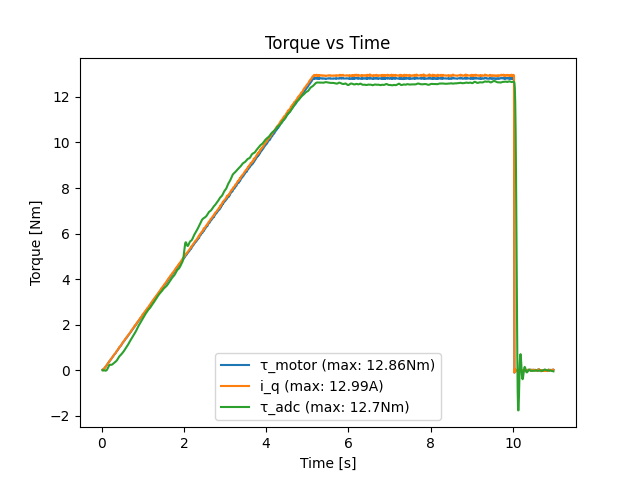 Torque vs Time
Torque [Nm]
12
10
8
6
4
2
0
−2
τ_motor (max: 12.86Nm)
i_q (max: 12.99A)
τ_adc (max: 12.7Nm)
0 2 4 6 8 10
Time [s]